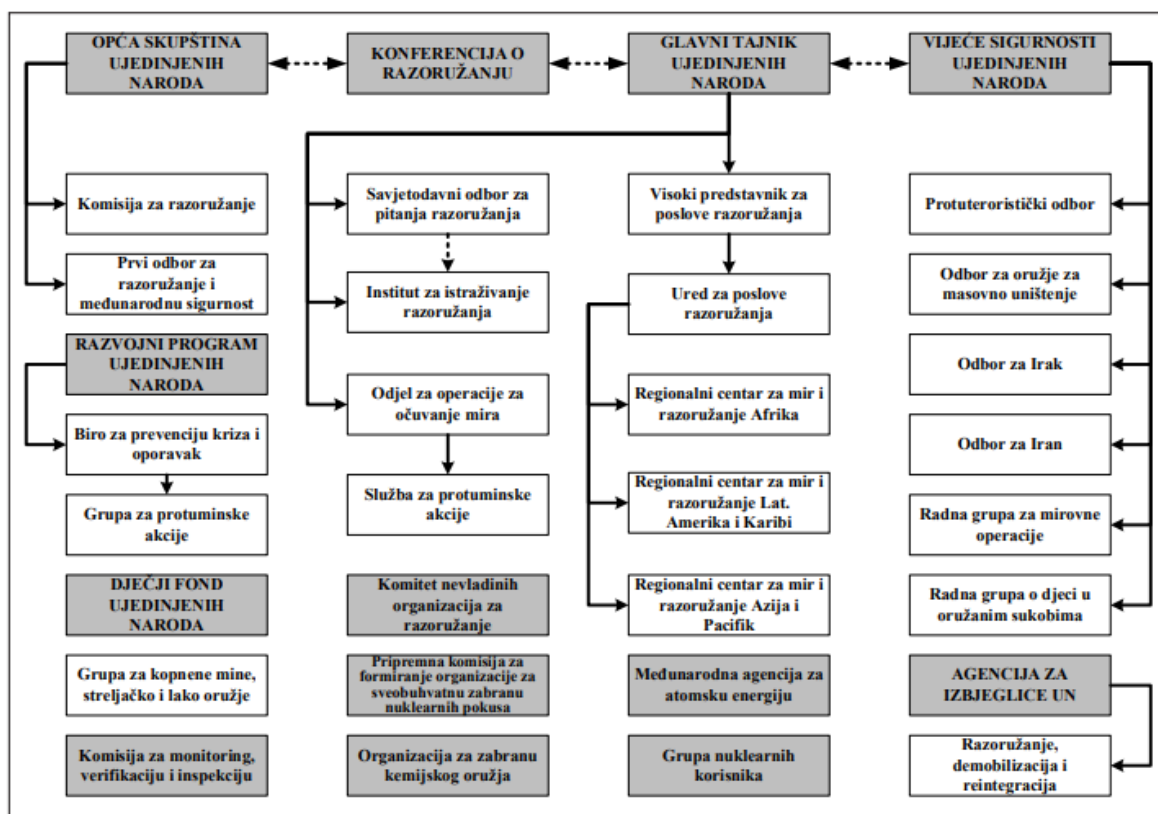 OPĆA SKUPŠTINA
UJEDINJENIH
NARODA
KONFERENCIJA O
RAZORUŽANJU
GLAVNI TAJNIK
UJEDINJENIH
NARODA
VIJEĆE SIGURNOSTI
UJEDINJENIH
NARODA
Komisija za razoružanje
Savjetodavni odbor za
pitanja razoružanja
Visoki predstavnik za
poslove razoružanja
Protuteroristički odbor
Prvi odbor za
razoružanje i
međunarodnu sigurnost
Institut za istraživanje
razoružanja
Ured za poslove
razoružanja
Odbor za oružje za
masovno uništenje
RAZVOJNI PROGRAM
UJEDINJENIH
NARODA
Odbor za Irak
Biro za prevenciju kriza i
oporavak
Odjel za operacije za
očuvanje mira
Regionalni centar za mir i
razoružanje Afrika
Odbor za Iran
Grupa za protuminske
akcije
Služba za protuminske
akcije
Regionalni centar za mir i
razoružanje Lat.
Amerika i Karibi
Radna grupa za mirovne
operacije
DJEČJI FOND
UJEDINJENIH
NARODA
Komitet nevladinih
organizacija za
razoružanje
Regionalni centar za mir i
razoružanje Azija i
Pacifik
Radna grupa o djeci u
oružanim sukobima
Grupa za kopnene mine,
streljačko i lako oružje
Pripremna komisija za
formiranje organizacije za
sveobuhvatnu zabranu
nuklearnih pokusa
Međunarodna agencija za
atomsku energiju
AGENCIJA ZA
IZBJEGLICE UN
Komisija za monitoring,
verifikaciju i inspekciju
Organizacija za zabranu
kemijskog oružja
Grupa nuklearnih
korisnika
Razoružanje,
demobilizacija i
reintegracija